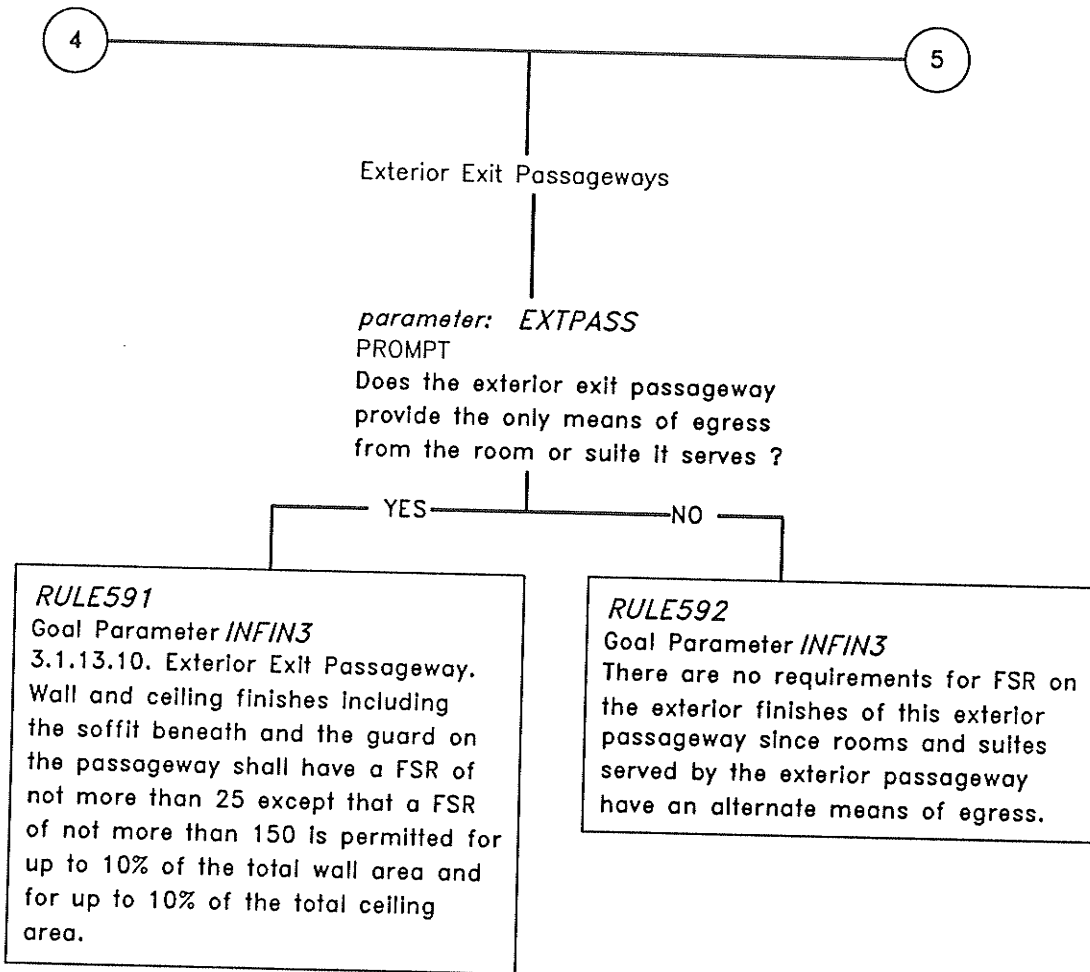 4
5
Exterior Exit Passageways
parameter: EXTPASS
PROMPT
Does the exterior exit passageway
provide the only means of egress
from the room or suite it serves ?
YES
NO
RULE591
Goal Parameter INFIN3
3.1.13.10. Exterior Exit Passageway.
Wall and ceiling finishes including
the soffit beneath and the guard on
the passageway shall have a FSR of
not more than 25 except that a FSR
of not more than 150 is permitted for
up to 10% of the total wall area and
for up to 10% of the total ceiling
area.
RULE592
Goal Parameter INFIN3
There are no requirements for FSR on
the exterior finishes of this exterior
passageway since rooms and suites
served by the exterior passageway
have an alternate means of egress.